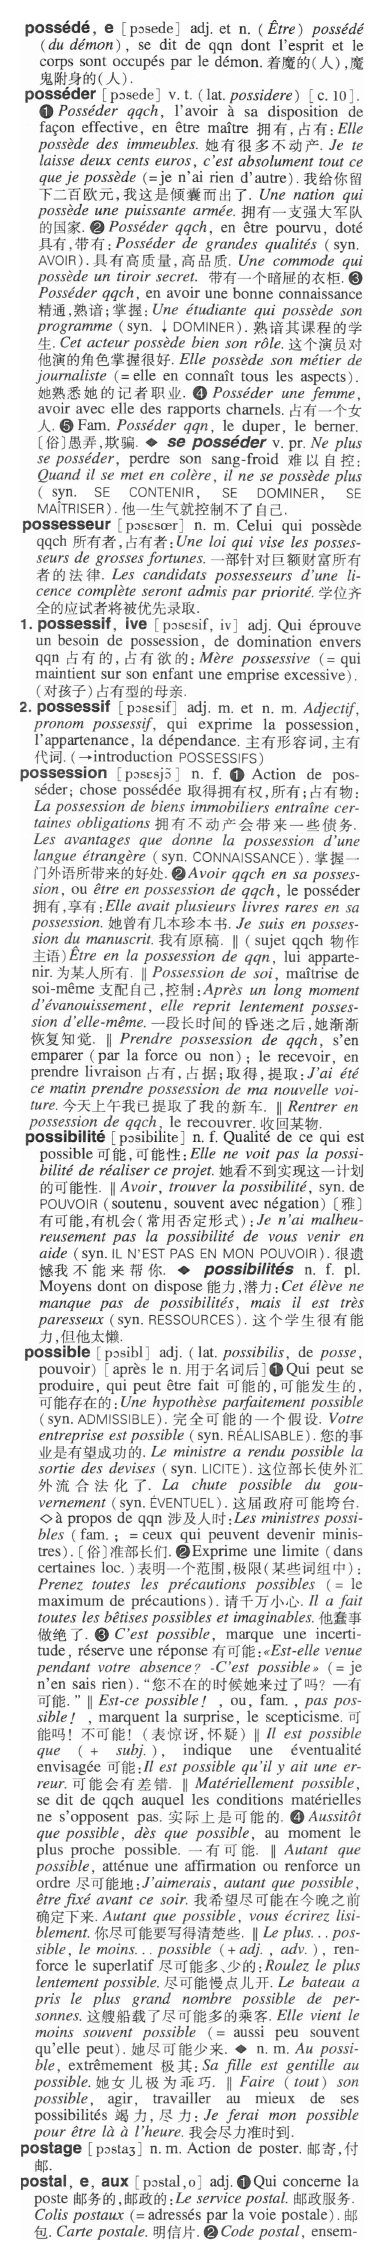 possédé, e [pɔsede] adj. et n. (Être) possédé
(du démon), se dit de qqn dont l'esprit et le
corps sont occupés par le démon. 着魔的(人),魔
鬼附身的(人).
posséder [pɔsede] v. t. (lat. possidere) [c. 10].
❶ Posséder qqch, l'avoir à sa disposition de
façon effective, en être maître 拥有,占有: Elle
possède des immeubles. 她有很多不动产. Je te
laisse deux cents euros, c'est absolument tout ce
que je possède (= je n'ai rien d'autre). 我给你留
下二百欧元,我这是倾囊而出了. Une nation qui
possède une puissante armée. 拥有一支强大军队
的国家. ❷ Posséder qqch, en être pourvu, doté
具有,带有: Posséder de grandes qualités (syn.
AVOIR). 具有高质量,高品质. Une commode qui
possède un tiroir secret. 带有一个暗屉的衣柜. ❸
Posséder qqch, en avoir une bonne connaissance
精通,熟谙;掌握: Une étudiante qui possède son
programme (syn. ↓ DOMINER). 熟谙其课程的学
生. Cet acteur possède bien son rôle. 这个演员对
他演的角色掌握很好. Elle possède son métier de
journaliste (= elle en connaît tous les aspects).
她熟悉她的记者职业. ❹ Posséder une femme,
avoir avec elle des rapports charnels. 占有一个女
人. ❺ Fam. Posséder qqn, le duper, le berner.
〔俗〕愚弄,欺骗. ◆ se posséder v. pr. Ne plus
se posséder, perdre son sang-froid 难以自控:
Quand il se met en colère, il ne se possède plus
( syn. SE CONTENIR, SE DOMINER, SE
MAÎTRISER). 他一生气就控制不了自己.
possesseur [pɔsɛsœr] n. m. Celui qui possède
qqch 所有者,占有者: Une loi qui vise les posses-
seurs de grosses fortunes. 一部针对巨额财富所有
者的法律. Les candidats possesseurs d'une li-
cence complète seront admis par priorité. 学位齐
全的应试者将被优先录取.
1. possessif, ive [pɔsɛsif, iv] adj. Qui éprouve
un besoin de possession, de domination envers
qqn 占有的,占有欲的: Mère possessive (= qui
maintient sur son enfant une emprise excessive).
(对孩子)占有型的母亲.
2. possessif [pɔsɛsif] adj. m. et n. m. Adjectif,
pronom possessif, qui exprime la possession,
l'appartenance, la dépendance. 主有形容词,主有
代词. (→introduction POSSESSIFS)
possession [pɔsɛsjɔ̃] n. f. ❶ Action de pos-
séder; chose possédée 取得拥有权,所有;占有物:
La possession de biens immobiliers entraîne cer-
taines obligations 拥有不动产会带来一些债务.
Les avantages que donne la possession d'une
langue étrangère (syn. CONNAISSANCE). 掌握一
门外语所带来的好处. ❷ Avoir qqch en sa posses-
sion, ou être en possession de qqch, le posséder
拥有,享有: Elle avait plusieurs livres rares en sa
possession. 她曾有几本珍本书. Je suis en posses-
sion du manuscrit. 我有原稿. ‖ (sujet qqch 物作
主语) Être en la possession de qqn, lui apparte-
nir. 为某人所有. ‖ Possession de soi, maîtrise de
soi-même 支配自己,控制: Après un long moment
d'évanouissement, elle reprit lentement posses-
sion d'elle-même. 一段长时间的昏迷之后,她渐渐
恢复知觉. ‖ Prendre possession de qqch, s'en
emparer (par la force ou non); le recevoir, en
prendre livraison 占有,占据;取得,提取: J'ai été
ce matin prendre possession de ma nouvelle voi-
ture. 今天上午我已提取了我的新车. ‖ Rentrer en
possession de qqch, le recouvrer. 收回某物.
possibilité [pɔsibilite] n. f. Qualité de ce qui est
possible 可能,可能性: Elle ne voit pas la possi-
bilité de réaliser ce projet. 她看不到实现这一计划
的可能性. ‖ Avoir, trouver la possibilité, syn. de
POUVOIR (soutenu, souvent avec négation)〔雅〕
有可能,有机会(常用否定形式): Je n'ai malheu-
reusement pas la possibilité de vous venir en
aide (syn. IL N'EST PAS EN MON POUVOIR). 很遗
憾我不能来帮你. ◆ possibilités n. f. pl.
Moyens dont on dispose 能力,潜力: Cet élève ne
manque pas de possibilités, mais il est très
paresseux (syn. RESSOURCES). 这个学生很有能
力,但他太懒.
possible [pɔsibl] adj. (lat. possibilis, de posse,
pouvoir) [après le n. 用于名词后] ❶ Qui peut se
produire, qui peut être fait 可能的,可能发生的,
可能存在的: Une hypothèse parfaitement possible
(syn. ADMISSIBLE). 完全可能的一个假设. Votre
entreprise est possible (syn. RÉALISABLE). 您的事
业是有望成功的. Le ministre a rendu possible la
sortie des devises (syn. LICITE). 这位部长使外汇
外流合法化了. La chute possible du gou-
vernement (syn. ÉVENTUEL). 这届政府可能垮台.
◇ à propos de qqn 涉及人时: Les ministres possi-
bles (fam. ; = ceux qui peuvent devenir minis-
tres). 〔俗〕准部长们. ❷ Exprime une limite (dans
certaines loc.) 表明一个范围,极限(某些词组中):
Prenez toutes les précautions possibles (= le
maximum de précautions). 请千万小心. Il a fait
toutes les bêtises possibles et imaginables. 他蠢事
做绝了. ❸ C'est possible, marque une incerti-
tude, réserve une réponse 有可能: «Est-elle venue
pendant votre absence? -C'est possible» (= je
n'en sais rien). “您不在的时候她来过了吗? —有
可能.” ‖ Est-ce possible! , ou, fam. , pas pos-
sible! , marquent la surprise, le scepticisme. 可
能吗! 不可能! (表惊讶,怀疑) ‖ Il est possible
que ( + subj. ), indique une éventualité
envisagée 可能: Il est possible qu'il y ait une er-
reur. 可能会有差错. ‖ Matériellement possible,
se dit de qqch auquel les conditions matérielles
ne s'opposent pas. 实际上是可能的. ❹ Aussitôt
que possible, dès que possible, au moment le
plus proche possible. 一有可能. ‖ Autant que
possible, atténue une affirmation ou renforce un
ordre 尽可能地: J'aimerais, autant que possible,
être fixé avant ce soir. 我希望尽可能在今晚之前
确定下来. Autant que possible, vous écrirez lisi-
blement. 你尽可能要写得清楚些. ‖ Le plus... pos-
sible, le moins... possible (+ adj. , adv. ), ren-
force le superlatif 尽可能多、少的: Roulez le plus
lentement possible. 尽可能慢点儿开. Le bateau a
pris le plus grand nombre possible de per-
sonnes. 这艘船载了尽可能多的乘客. Elle vient le
moins souvent possible (= aussi peu souvent
qu'elle peut). 她尽可能少来. ◆ n. m. Au possi-
ble, extrêmement 极其: Sa fille est gentille au
possible. 她女儿极为乖巧. ‖ Faire (tout) son
possible, agir, travailler au mieux de ses
possibilités 竭力,尽力: Je ferai mon possible
pour être là à l'heure. 我会尽力准时到.
postage [pɔstaʒ] n. m. Action de poster. 邮寄,付
邮.
postal, e, aux [pɔstal, o] adj. ❶ Qui concerne la
poste 邮务的,邮政的: Le service postal. 邮政服务.
Colis postaux (= adressés par la voie postale). 邮
包. Carte postale. 明信片. ❷ Code postal, ensem-